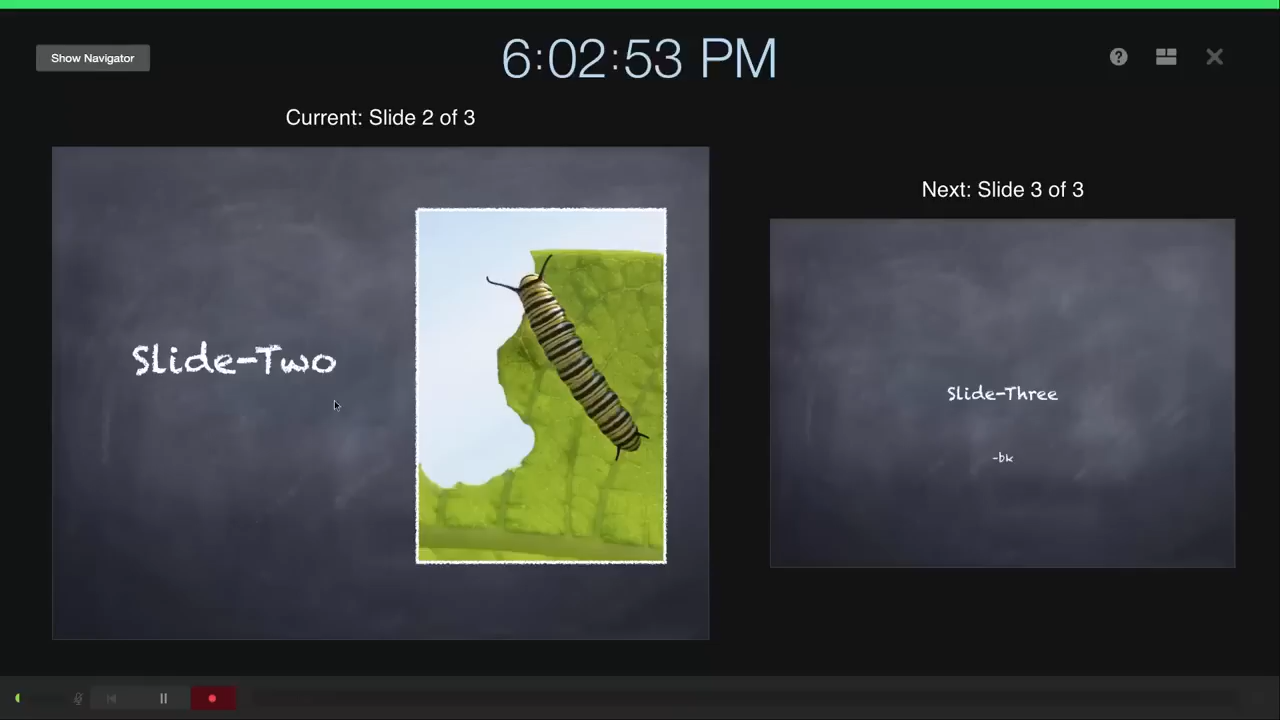 Show Navigator
6:02:53 PM
?
Current: Slide 2 of 3
Slide-Two
Next: Slide 3 of 3
Slide-Three
-bk